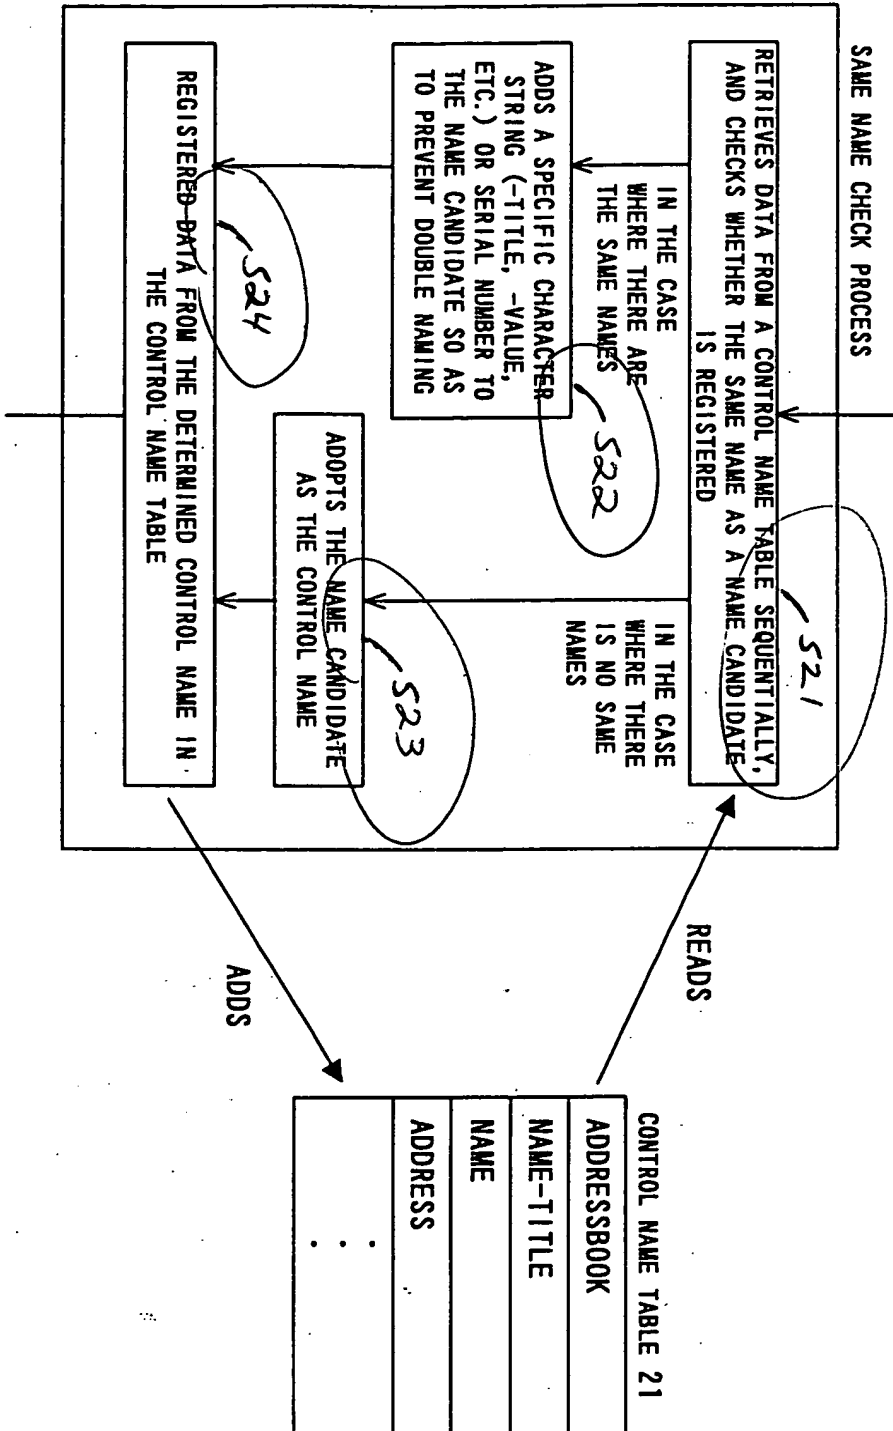 SAME NAME CHECK PROCESS
RETRIEVES DATA FROM A CONTROL NAME TABLE SEQUENTIALLY,
AND CHECKS WHETHER THE SAME NAME AS A NAME CANDIDATE
IS REGISTERED
S21
IN THE CASE
WHERE THERE ARE
THE SAME NAMES
IN THE CASE
WHERE THERE
IS NO SAME
NAMES
S22
ADDS A SPECIFIC CHARACTER
STRING (-TITLE, -VALUE,
ETC.) OR SERIAL NUMBER TO
THE NAME CANDIDATE SO AS
TO PREVENT DOUBLE NAMING
S23
ADOPTS THE NAME CANDIDATE
AS THE CONTROL NAME
S24
REGISTERED DATA FROM THE DETERMINED CONTROL NAME IN
THE CONTROL NAME TABLE
READS
ADDS
CONTROL NAME TABLE 21
ADDRESSBOOK
NAME-TITLE
NAME
ADDRESS
. . .